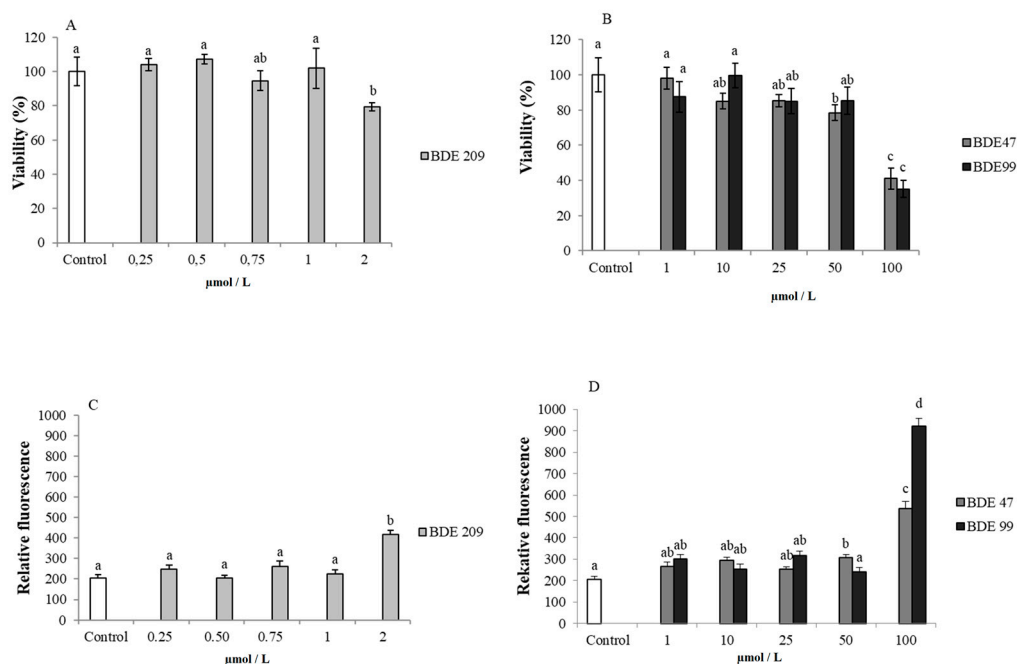 A
Viability (%)
120
100
80
60
40
20
0
a
a
a
ab
a
b
Control
0,25
0,5
0,75
1
2
µmol / L
BDE 209
B
Viability (%)
120
100
80
60
40
20
0
a
a
a
ab
a
ab
ab
b
ab
c
c
Control
1
10
25
50
100
µmol / L
BDE47
BDE99
C
Relative fluorescence
1000
900
800
700
600
500
400
300
200
100
0
a
a
a
a
a
b
Control
0.25
0.50
0.75
1
2
µmol / L
BDE 209
D
Rekative fluorescence
1000
900
800
700
600
500
400
300
200
100
0
a
ab
ab
ab
ab
ab
ab
b
a
c
d
Control
1
10
25
50
100
µmol / L
BDE 47
BDE 99